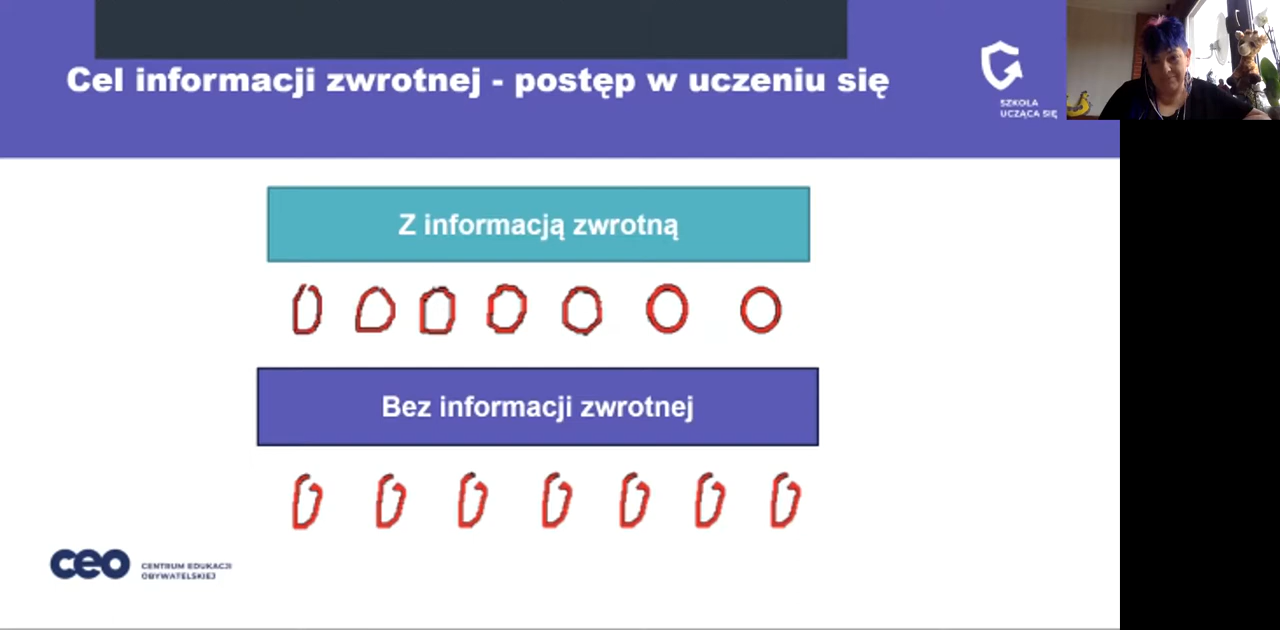 Cel informacji zwrotnej - postęp w uczeniu się
SZKOŁA
UCZĄCA SIĘ
Z informacją zwrotną
Bez informacji zwrotnej
ceo
CENTRUM EDUKACJI
OBYWATELSKIEJ